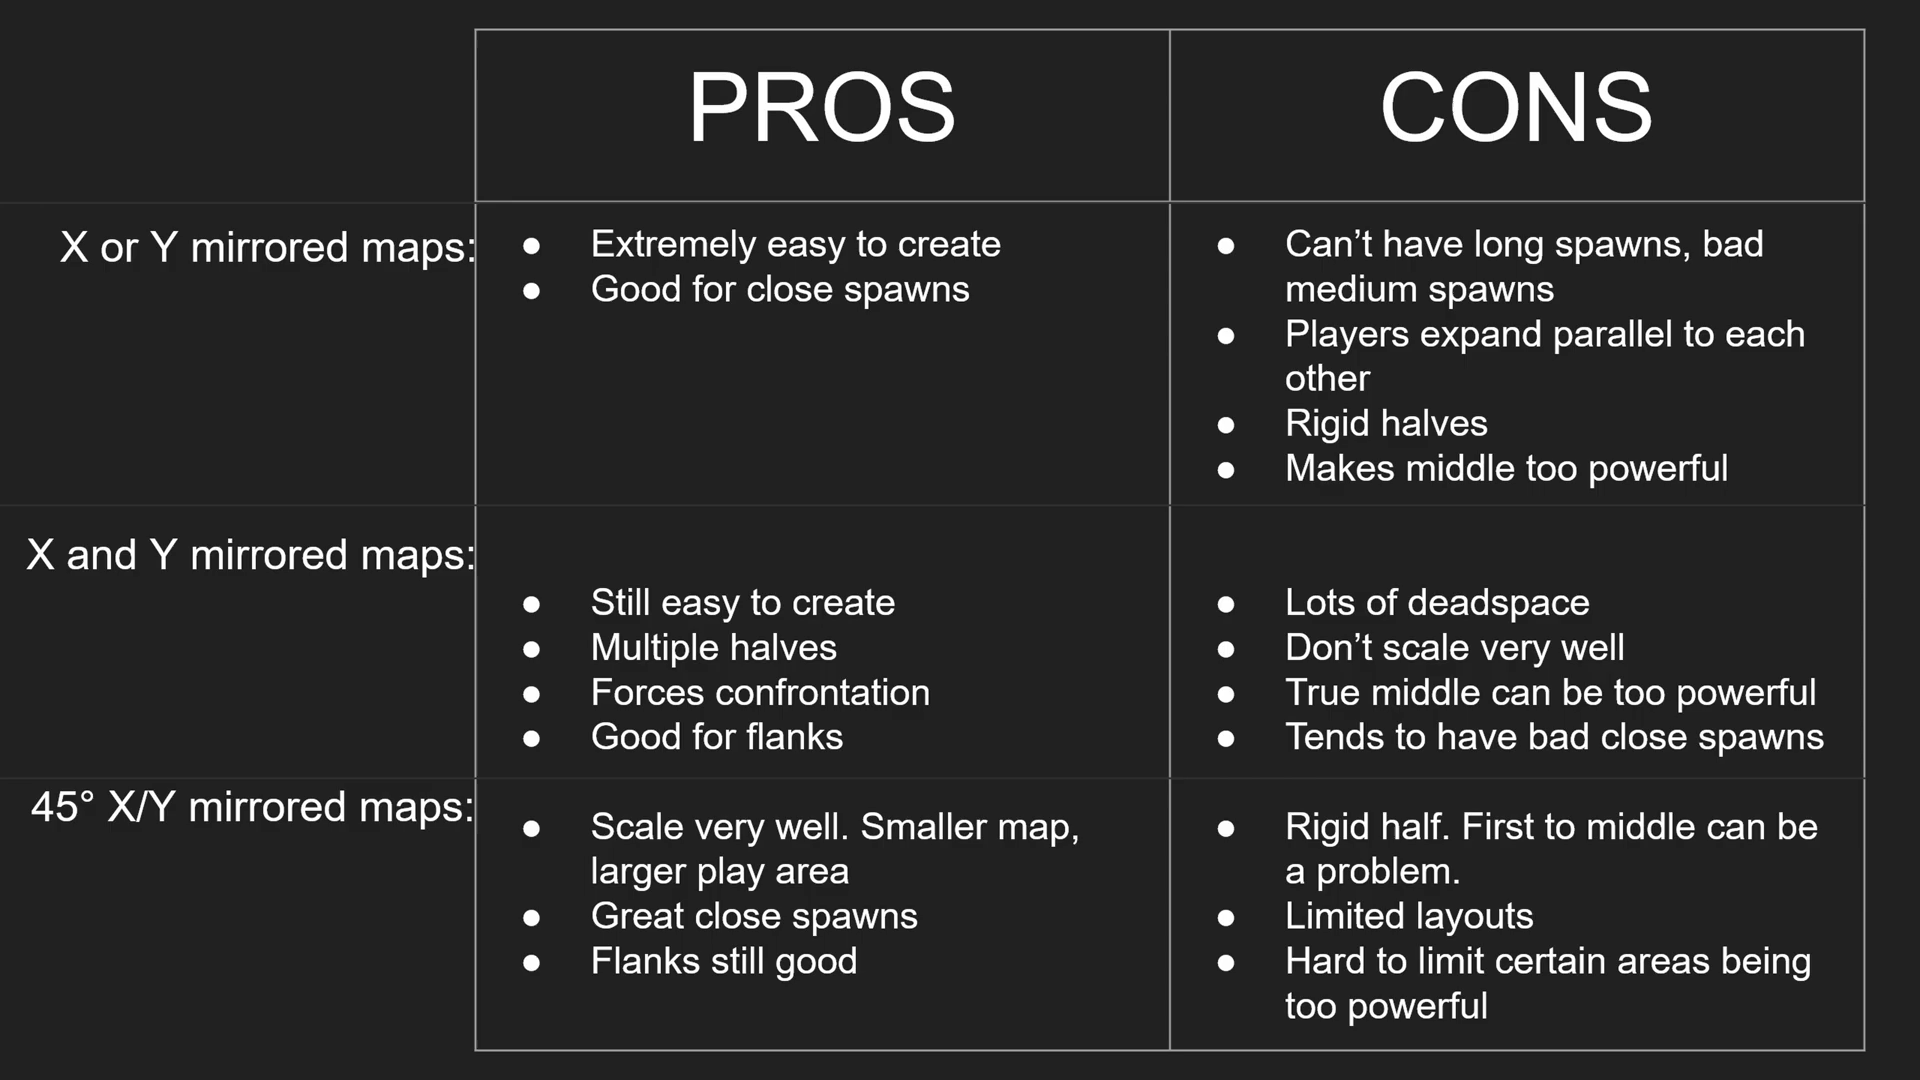 PROS
CONS
X or Y mirrored maps:
● Extremely easy to create
● Good for close spawns
● Can’t have long spawns, bad
medium spawns
● Players expand parallel to each
other
● Rigid halves
● Makes middle too powerful
X and Y mirrored maps:
● Still easy to create
● Multiple halves
● Forces confrontation
● Good for flanks
● Lots of deadspace
● Don’t scale very well
● True middle can be too powerful
● Tends to have bad close spawns
45° X/Y mirrored maps:
● Scale very well. Smaller map,
larger play area
● Great close spawns
● Flanks still good
● Rigid half. First to middle can be
a problem.
● Limited layouts
● Hard to limit certain areas being
too powerful